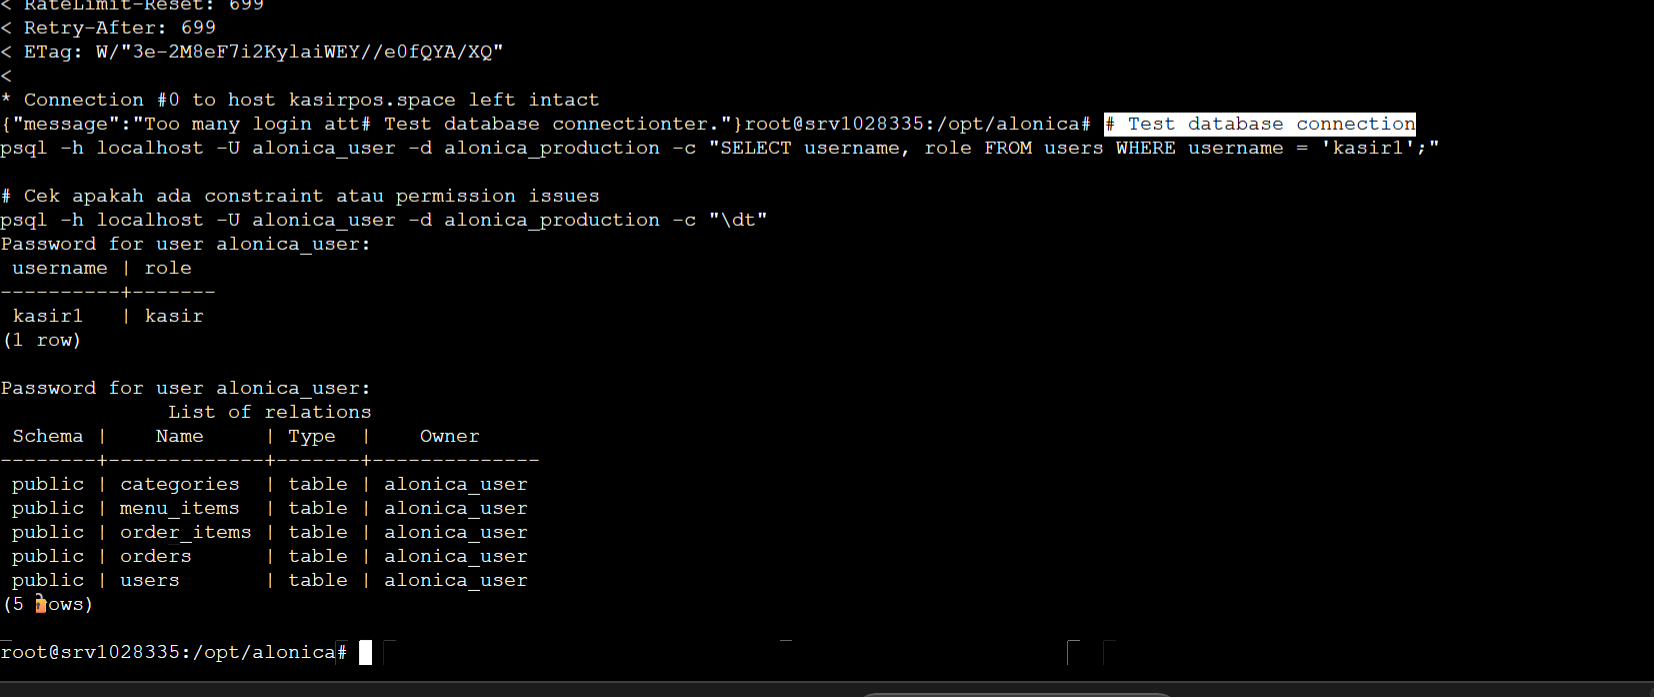 < RateLimit-Reset: 699
< Retry-After: 699
< ETag: W/"3e-2M8eF7i2KylaiWEY//e0fQYA/XQ"
<
* Connection #0 to host kasirpos.space left intact
{"message":"Too many login att# Test database connectionter."}root@srv1028335:/opt/alonica# # Test database connection
psql -h localhost -U alonica_user -d alonica_production -c "SELECT username, role FROM users WHERE username = 'kasir1';"
# Cek apakah ada constraint atau permission issues
psql -h localhost -U alonica_user -d alonica_production -c "\dt"
Password for user alonica_user:
 username | role
----------+-------
 kasir1   | kasir
(1 row)
Password for user alonica_user:
              List of relations
 Schema |    Name     | Type  |    Owner
--------+-------------+-------+--------------
 public | categories  | table | alonica_user
 public | menu_items  | table | alonica_user
 public | order_items | table | alonica_user
 public | orders      | table | alonica_user
 public | users       | table | alonica_user
(5 rows)
root@srv1028335:/opt/alonica#